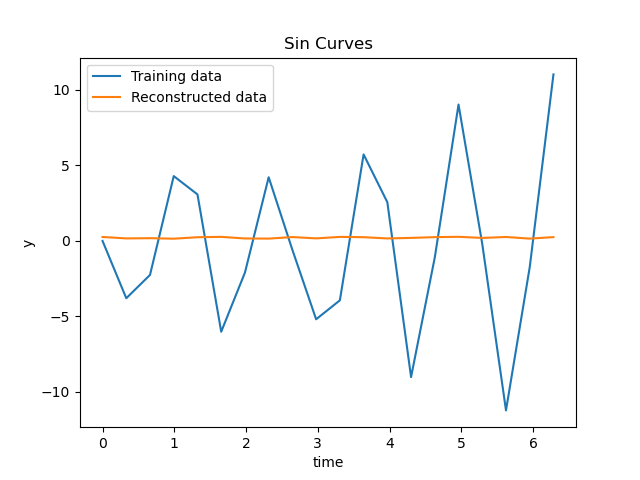 Sin Curves
Training data
Reconstructed data
10
5
0
−5
−10
y
0 1 2 3 4 5 6
time